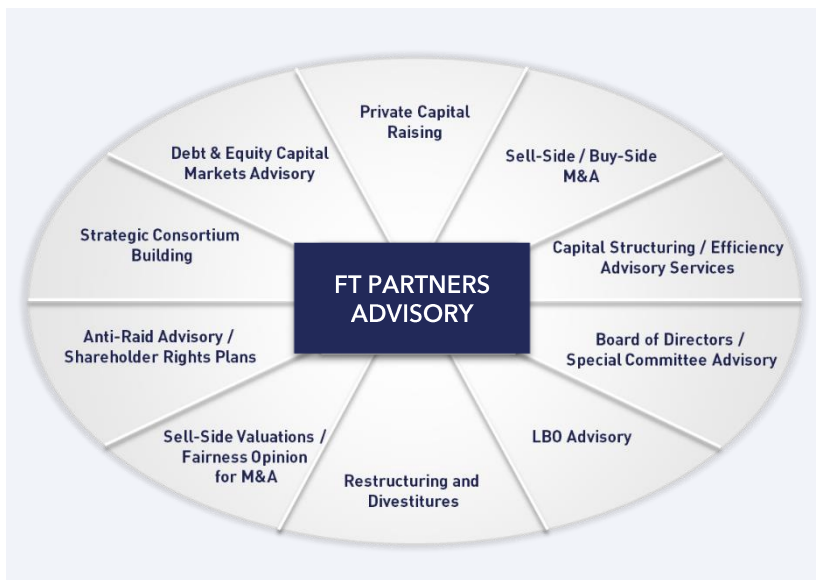 Private Capital
Raising
Sell-Side / Buy-Side
M&A
Capital Structuring / Efficiency
Advisory Services
Board of Directors /
Special Committee Advisory
LBO Advisory
Restructuring and
Divestitures
Sell-Side Valuations /
Fairness Opinion
for M&A
Anti-Raid Advisory /
Shareholder Rights Plans
Strategic Consortium
Building
Debt & Equity Capital
Markets Advisory
FT PARTNERS
ADVISORY